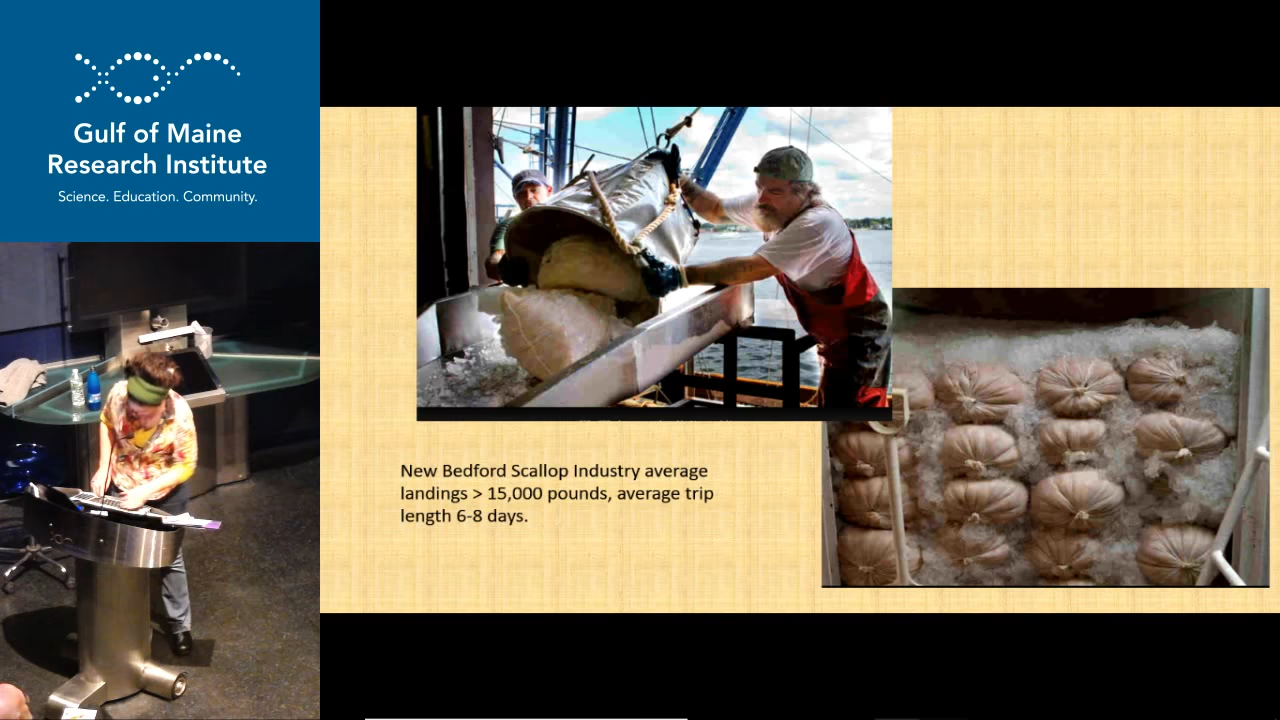 Gulf of Maine
Research Institute
Science. Education. Community.
New Bedford Scallop Industry average
landings > 15,000 pounds, average trip
length 6-8 days.